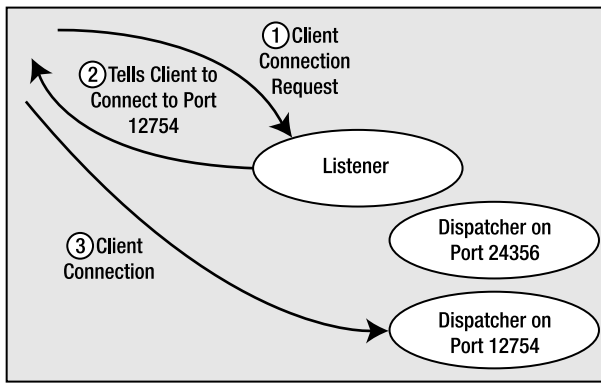 ① Client
Connection
Request
② Tells Client to
Connect to Port
12754
Listener
Dispatcher on
Port 24356
③ Client
Connection
Dispatcher on
Port 12754